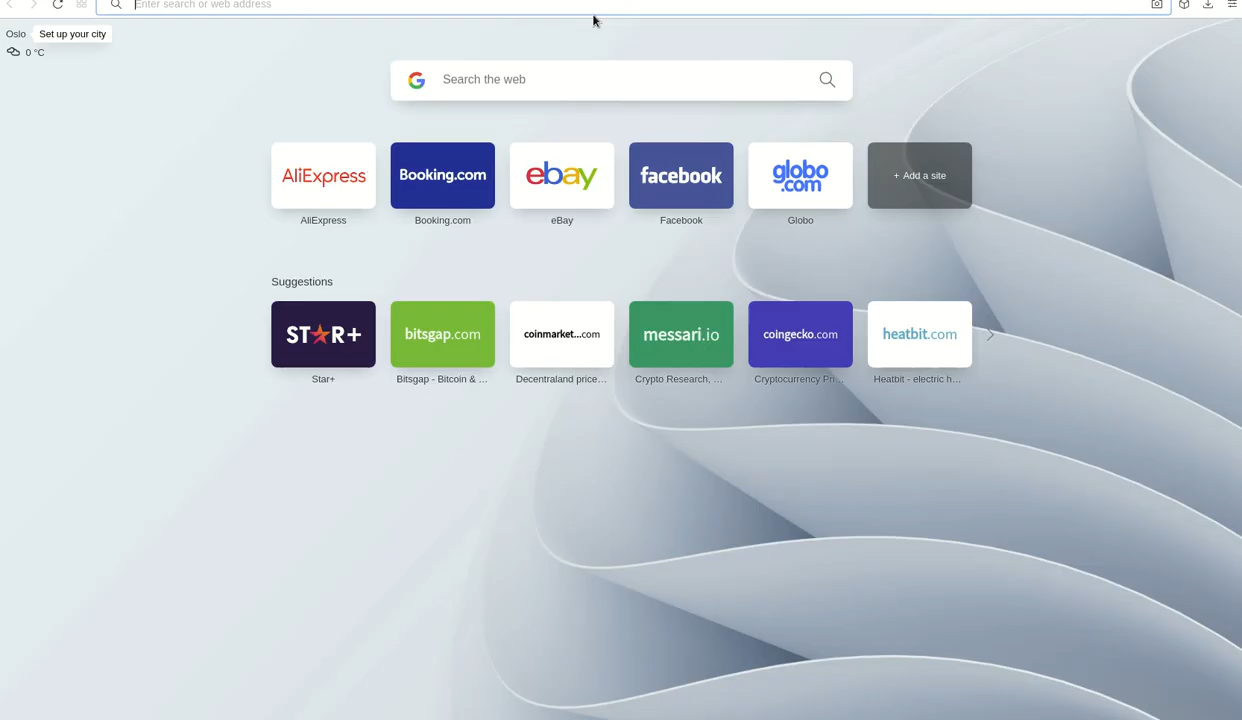 Enter search or web address
Oslo
Set up your city
0 °C
Search the web
AliExpress
Booking.com
ebay
facebook
globo
.com
+ Add a site
AliExpress
Booking.com
eBay
Facebook
Globo
Suggestions
ST★R+
bitsgap.com
coinmarket...com
messari.io
coingecko.com
heatbit.com
Star+
Bitsgap - Bitcoin & ...
Decentraland price...
Crypto Research, ...
Cryptocurrency Pri...
Heatbit - electric h...